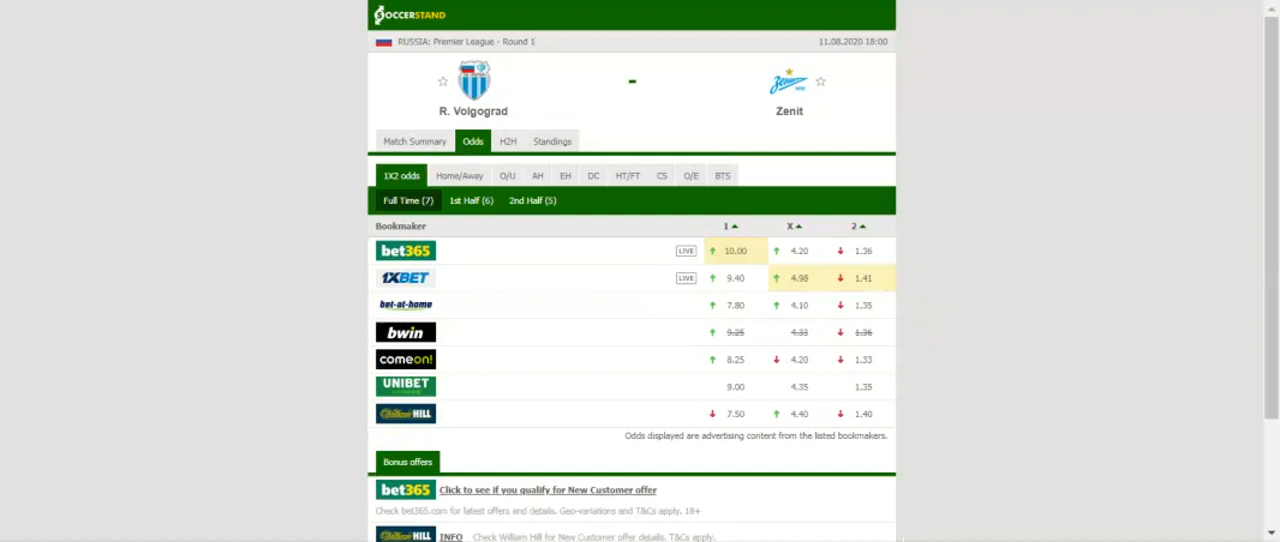 SOCCERSTAND
RUSSIA: Premier League - Round 1 11.08.2020 18:00
-
R. Volgograd Zenit
Match Summary Odds H2H Standings
1X2 odds Home/Away O/U AH EH DC HT/FT CS O/E BTS
Full Time (7) 1st Half (6) 2nd Half (5)
Bookmaker 1 X 2
bet365 LIVE 10.00 4.20 1.36
1XBET LIVE 9.40 4.98 1.41
bet-at-home 7.80 4.10 1.35
bwin 9.25 4.33 1.36
comeon! 8.25 4.20 1.33
UNIBET 9.00 4.35 1.35
William HILL 7.50 4.40 1.40
Odds displayed are advertising content from the listed bookmakers.
Bonus offers
bet365 Click to see if you qualify for New Customer offer
Check bet365.com for latest offers and details. Geo-variations and T&Cs apply. 18+
William HILL INFO Check William Hill for New Customer offer details. T&Cs apply.